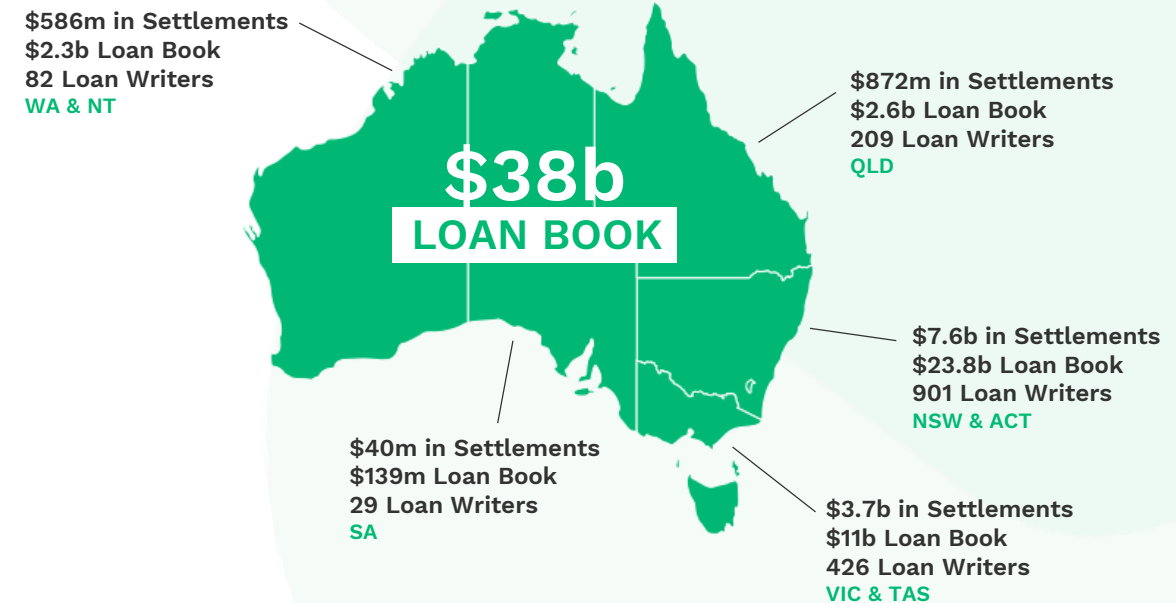 $586m in Settlements
$2.3b Loan Book
82 Loan Writers
WA & NT
$872m in Settlements
$2.6b Loan Book
209 Loan Writers
QLD
$38b
LOAN BOOK
$7.6b in Settlements
$23.8b Loan Book
901 Loan Writers
NSW & ACT
$40m in Settlements
$139m Loan Book
29 Loan Writers
SA
$3.7b in Settlements
$11b Loan Book
426 Loan Writers
VIC & TAS